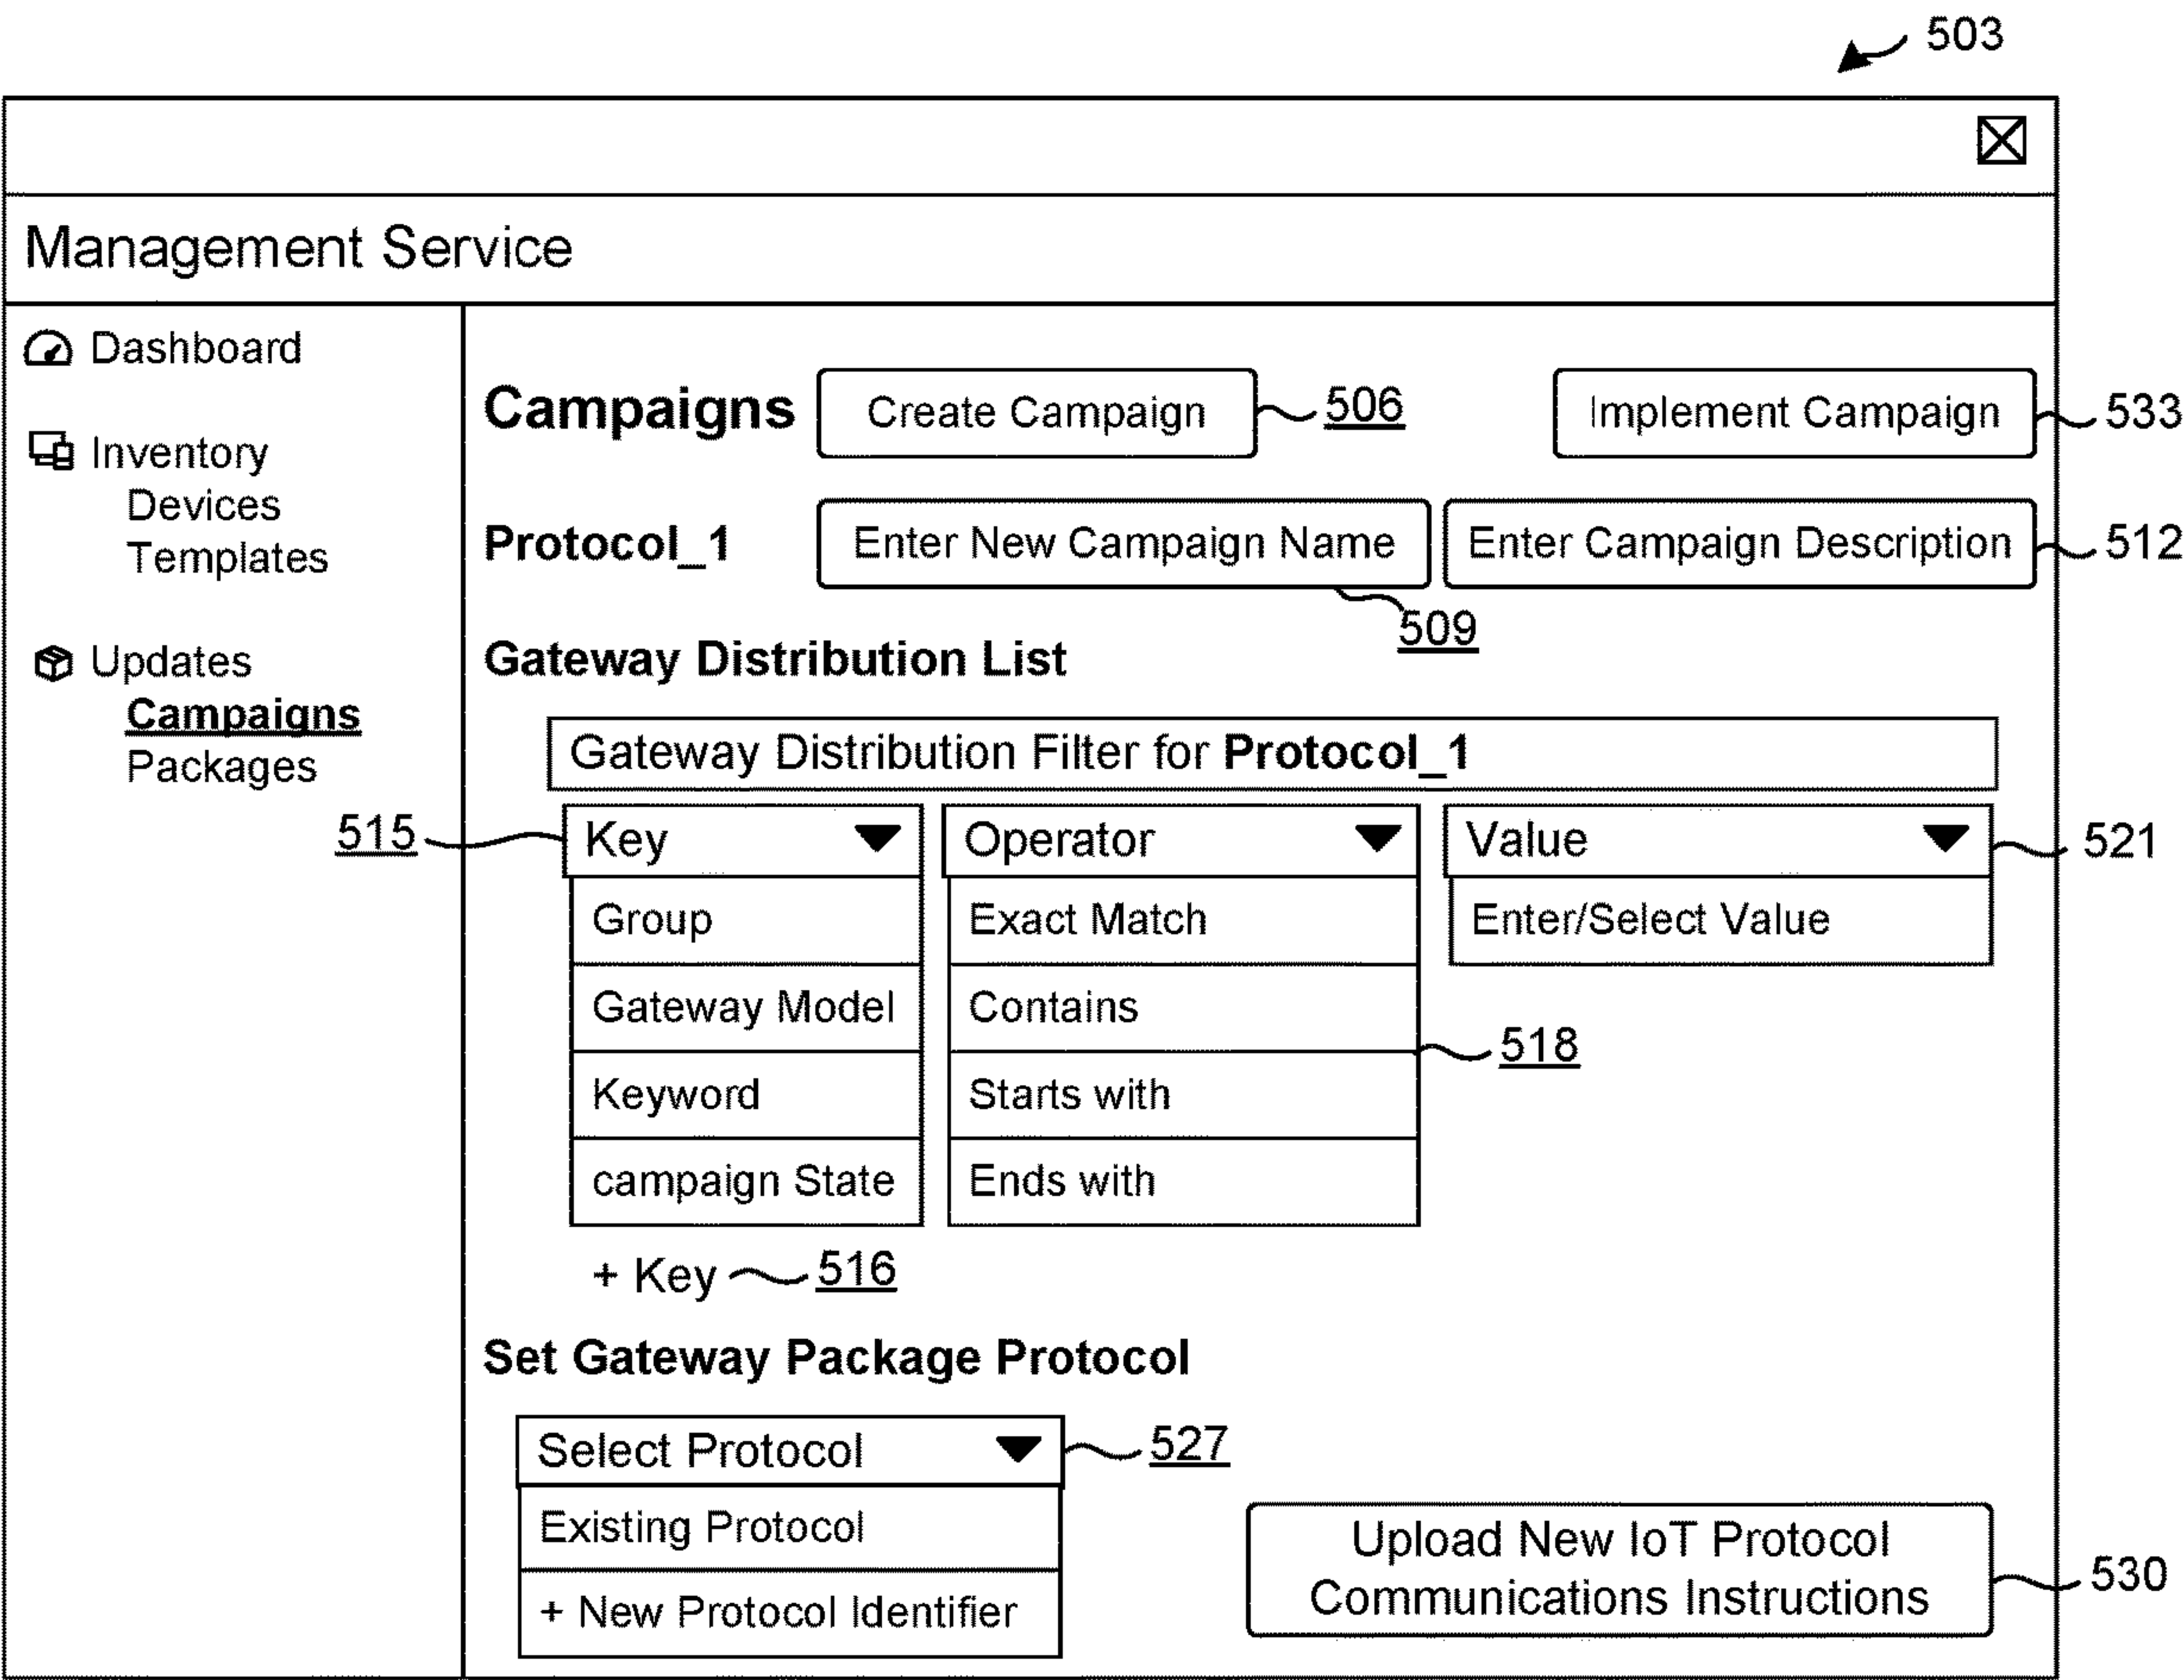 503
Management Service
Dashboard
Inventory
Devices
Templates
Updates
Campaigns
Packages
Campaigns
Create Campaign
506
Implement Campaign
533
Protocol_1
Enter New Campaign Name
Enter Campaign Description
512
509
Gateway Distribution List
Gateway Distribution Filter for Protocol_1
515
Key
Operator
Value
521
Group
Exact Match
Enter/Select Value
Gateway Model
Contains
518
Keyword
Starts with
campaign State
Ends with
+ Key
516
Set Gateway Package Protocol
Select Protocol
527
Existing Protocol
+ New Protocol Identifier
Upload New IoT Protocol
Communications Instructions
530